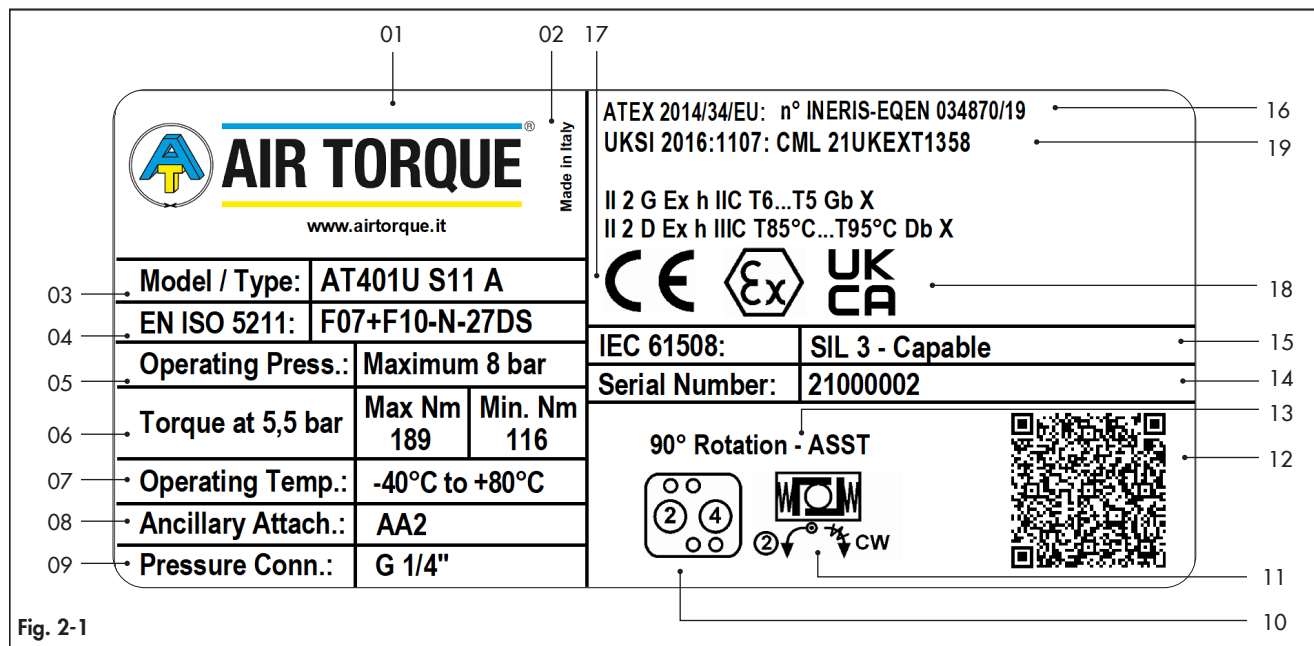 01
02
17
AT
AIR TORQUE ®
www.airtorque.it
Made in Italy
ATEX 2014/34/EU: n° INERIS-EQEN 034870/19
16
UKSI 2016:1107: CML 21UKEXT1358
19
II 2 G Ex h IIC T6...T5 Gb X
II 2 D Ex h IIIC T85°C...T95°C Db X
CE Ex UK CA
18
03
Model / Type: AT401U S11 A
04
EN ISO 5211: F07+F10-N-27DS
05
Operating Press.: Maximum 8 bar
06
Torque at 5,5 bar
Max Nm 189
Min. Nm 116
07
Operating Temp.: -40°C to +80°C
08
Ancillary Attach.: AA2
09
Pressure Conn.: G 1/4"
IEC 61508: SIL 3 - Capable
15
Serial Number: 21000002
14
13
90° Rotation - ASST
12
2 4
2 CW
11
10
Fig. 2-1